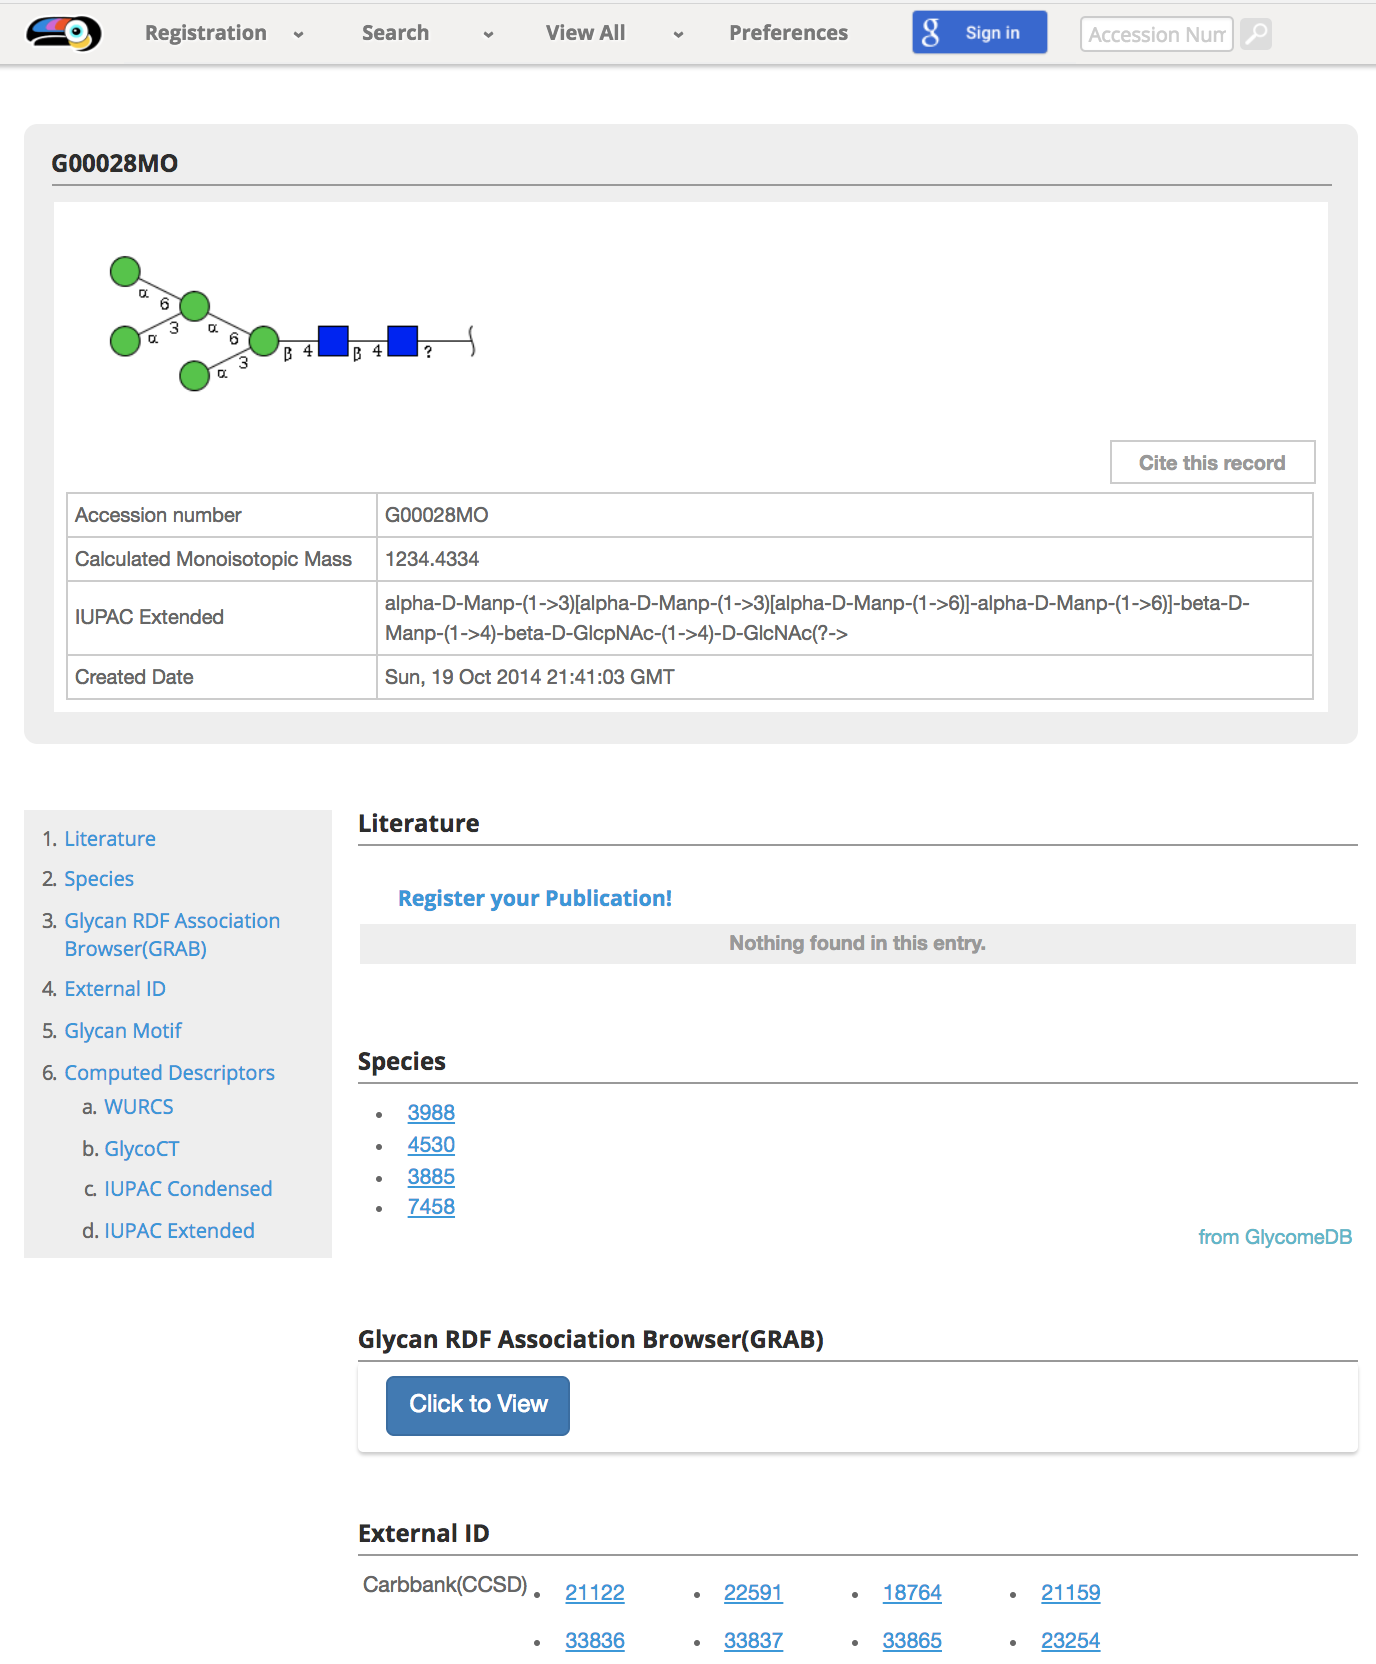 Registration
Search
View All
Preferences
g Sign in
Accession Num
G00028MO
α 6
α 3
α 6
α 3
β 4
β 4
?
Cite this record
Accession number G00028MO
Calculated Monoisotopic Mass 1234.4334
IUPAC Extended alpha-D-Manp-(1->3)[alpha-D-Manp-(1->3)[alpha-D-Manp-(1->6)]-alpha-D-Manp-(1->6)]-beta-D-
Manp-(1->4)-beta-D-GlcpNAc-(1->4)-D-GlcNAc(?->
Created Date Sun, 19 Oct 2014 21:41:03 GMT
1. Literature
2. Species
3. Glycan RDF Association
Browser(GRAB)
4. External ID
5. Glycan Motif
6. Computed Descriptors
a. WURCS
b. GlycoCT
c. IUPAC Condensed
d. IUPAC Extended
Literature
Register your Publication!
Nothing found in this entry.
Species
• 3988
• 4530
• 3885
• 7458
from GlycomeDB
Glycan RDF Association Browser(GRAB)
Click to View
External ID
Carbbank(CCSD) • 21122 • 22591 • 18764 • 21159
• 33836 • 33837 • 33865 • 23254